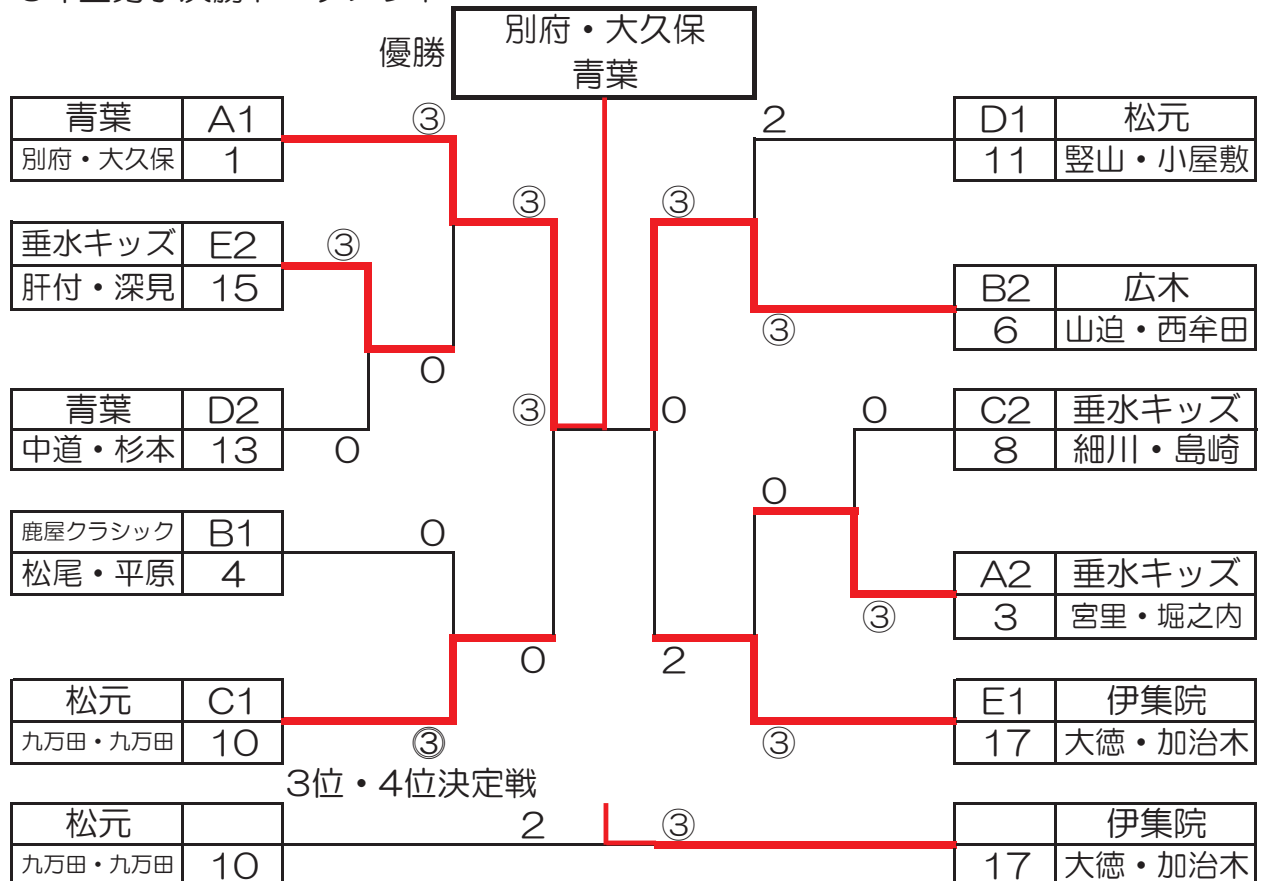 優勝
別府・大久保
青葉
青葉 A1
別府・大久保 1
③
2
D1 松元
11 竪山・小屋敷
③
③
垂水キッズ E2
肝付・深見 15
③
B2 広木
6 山迫・西牟田
③
0
青葉 D2
中道・杉本 13
0
③
0
0
C2 垂水キッズ
8 細川・島崎
0
鹿屋クラシック B1
松尾・平原 4
0
A2 垂水キッズ
3 宮里・堀之内
③
0
2
松元 C1
九万田・九万田 10
③
③
E1 伊集院
17 大徳・加治木
3位・4位決定戦
松元
九万田・九万田 10
2
③
伊集院
17 大徳・加治木